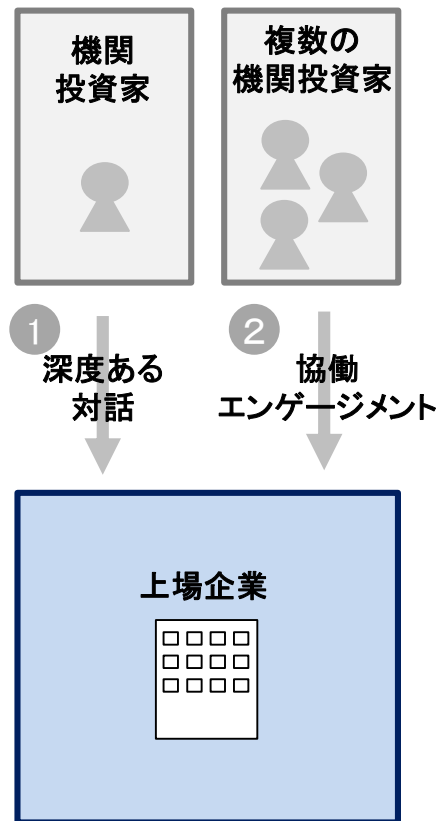 機関
投資家
複数の
機関投資家
1
深度ある
対話
2
協働
エンゲージメント
上場企業